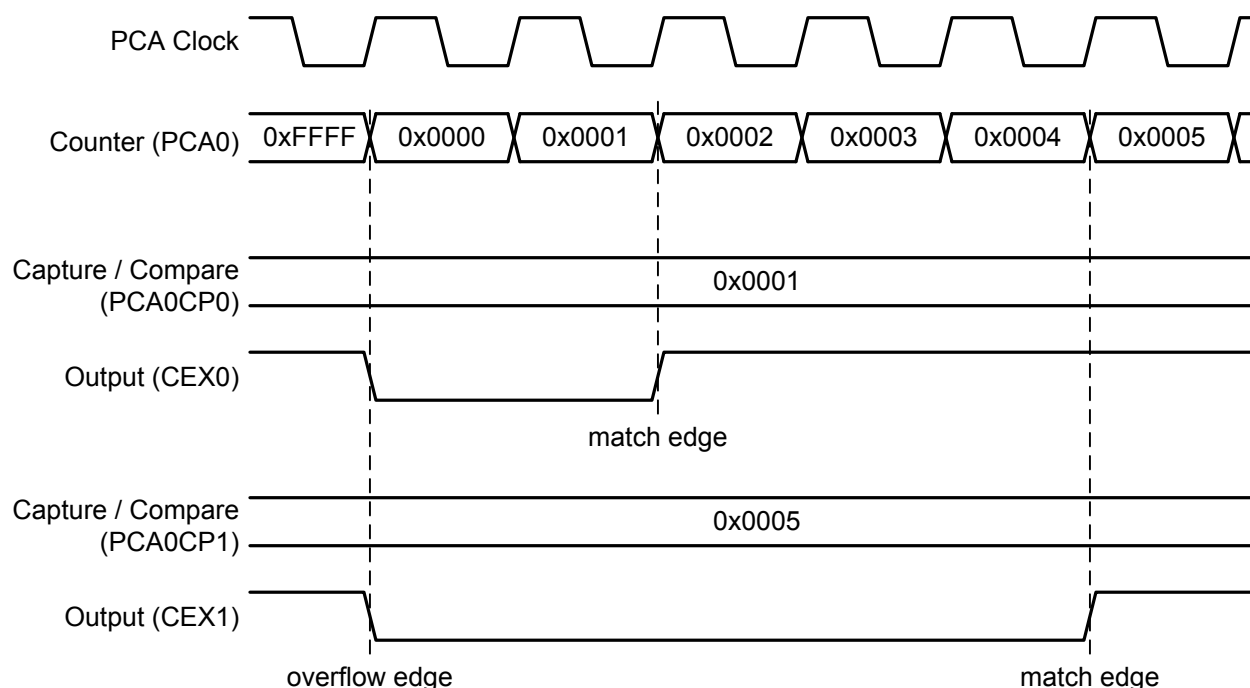 PCA Clock
Counter (PCA0)
0xFFFF 0x0000 0x0001 0x0002 0x0003 0x0004 0x0005
Capture / Compare
(PCA0CP0)
0x0001
Output (CEX0)
match edge
Capture / Compare
(PCA0CP1)
0x0005
Output (CEX1)
overflow edge
match edge